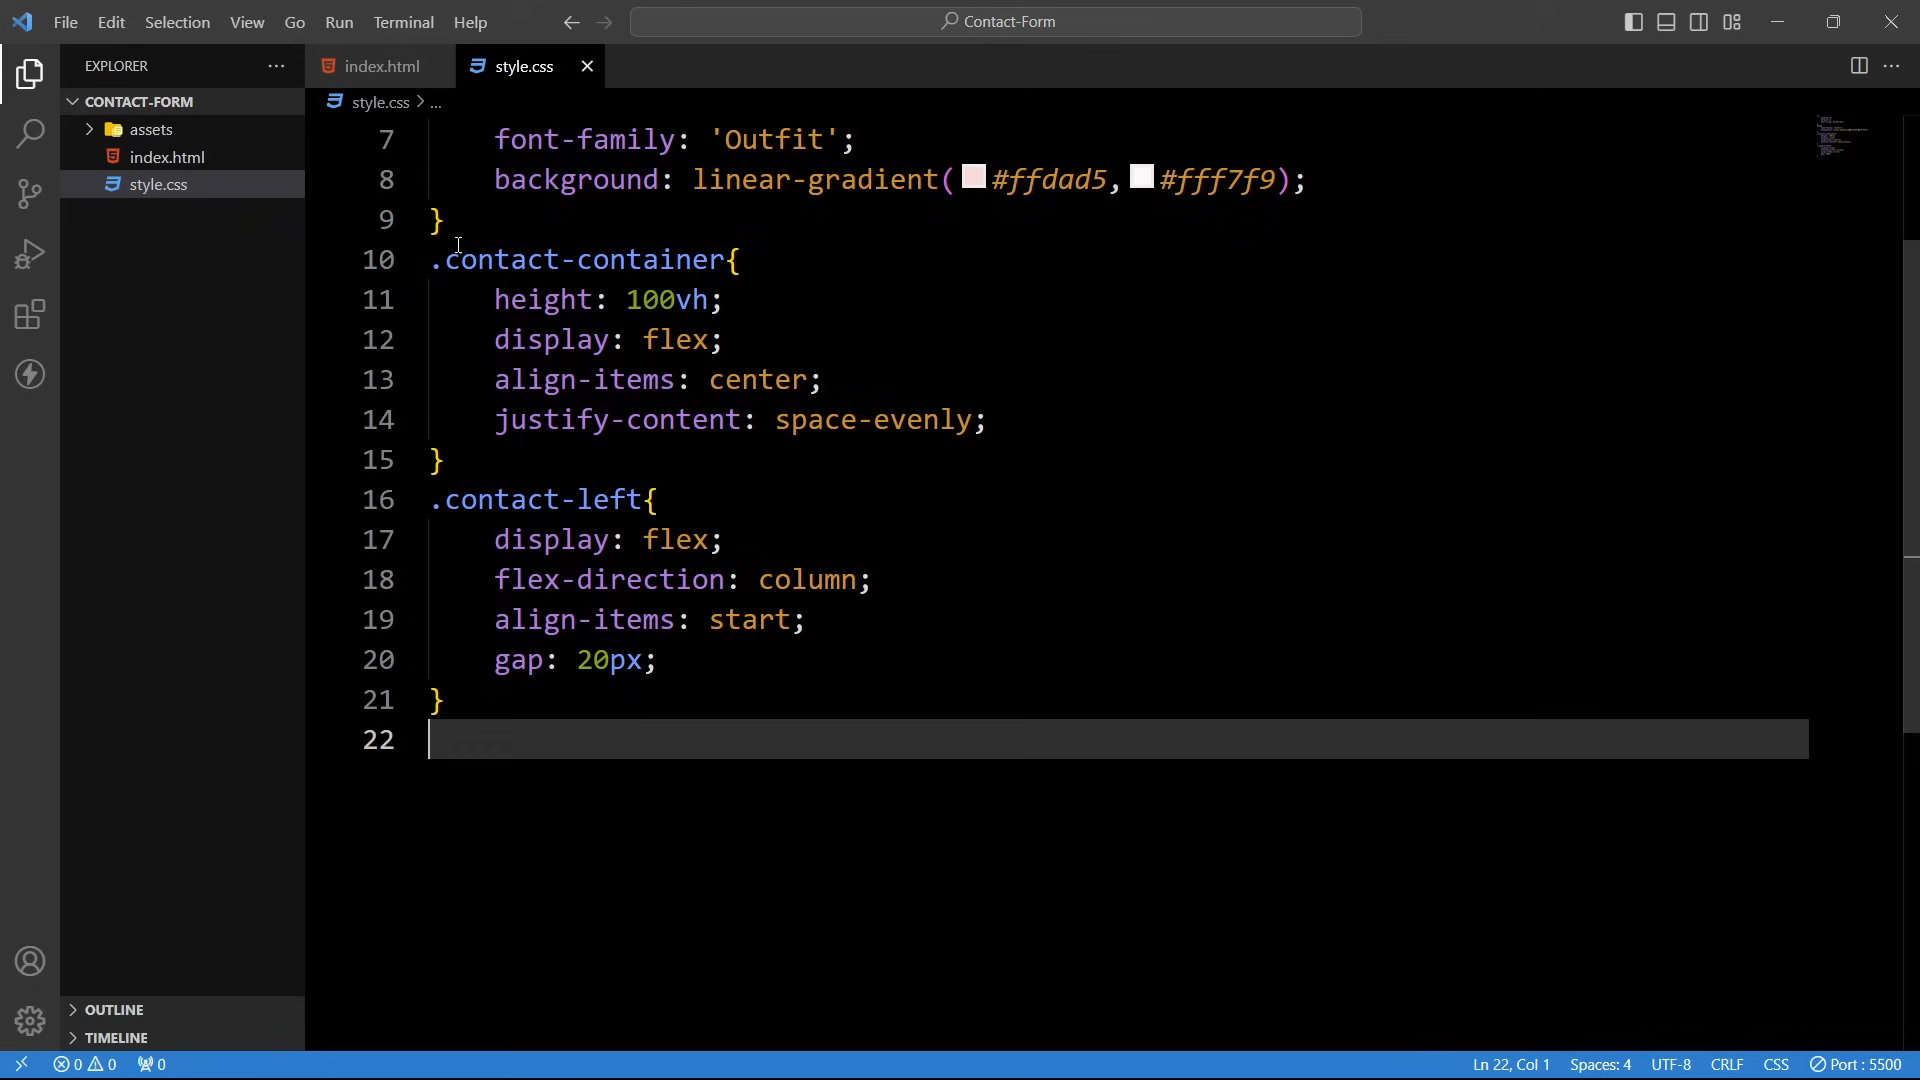 File Edit Selection View Go Run Terminal Help
Contact-Form
EXPLORER
CONTACT-FORM
assets
index.html
style.css
OUTLINE
TIMELINE
index.html
style.css
style.css > ...
7 font-family: 'Outfit';
8 background: linear-gradient(#ffdad5,#fff7f9);
9 }
10 .contact-container{
11 height: 100vh;
12 display: flex;
13 align-items: center;
14 justify-content: space-evenly;
15 }
16 .contact-left{
17 display: flex;
18 flex-direction: column;
19 align-items: start;
20 gap: 20px;
21 }
22
0 0 0
Ln 22, Col 1 Spaces: 4 UTF-8 CRLF CSS Port : 5500